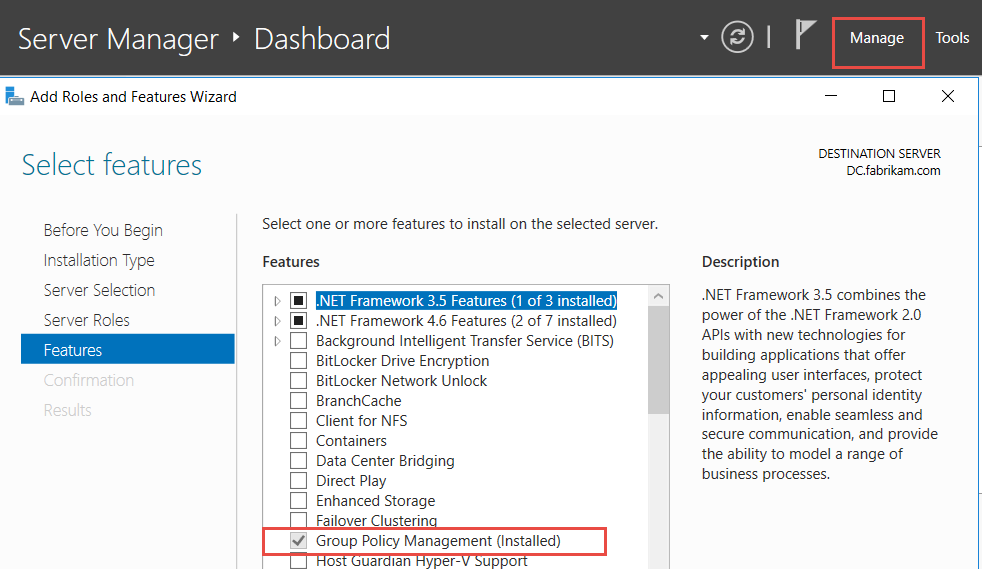 Server Manager ‣ Dashboard
Manage
Tools
Add Roles and Features Wizard
Select features
DESTINATION SERVER
DC.fabrikam.com
Before You Begin
Installation Type
Server Selection
Server Roles
Features
Confirmation
Results
Select one or more features to install on the selected server.
Features
.NET Framework 3.5 Features (1 of 3 installed)
.NET Framework 4.6 Features (2 of 7 installed)
Background Intelligent Transfer Service (BITS)
BitLocker Drive Encryption
BitLocker Network Unlock
BranchCache
Client for NFS
Containers
Data Center Bridging
Direct Play
Enhanced Storage
Failover Clustering
Group Policy Management (Installed)
Host Guardian Hyper-V Support
Description
.NET Framework 3.5 combines the
power of the .NET Framework 2.0
APIs with new technologies for
building applications that offer
appealing user interfaces, protect
your customers' personal identity
information, enable seamless and
secure communication, and provide
the ability to model a range of
business processes.